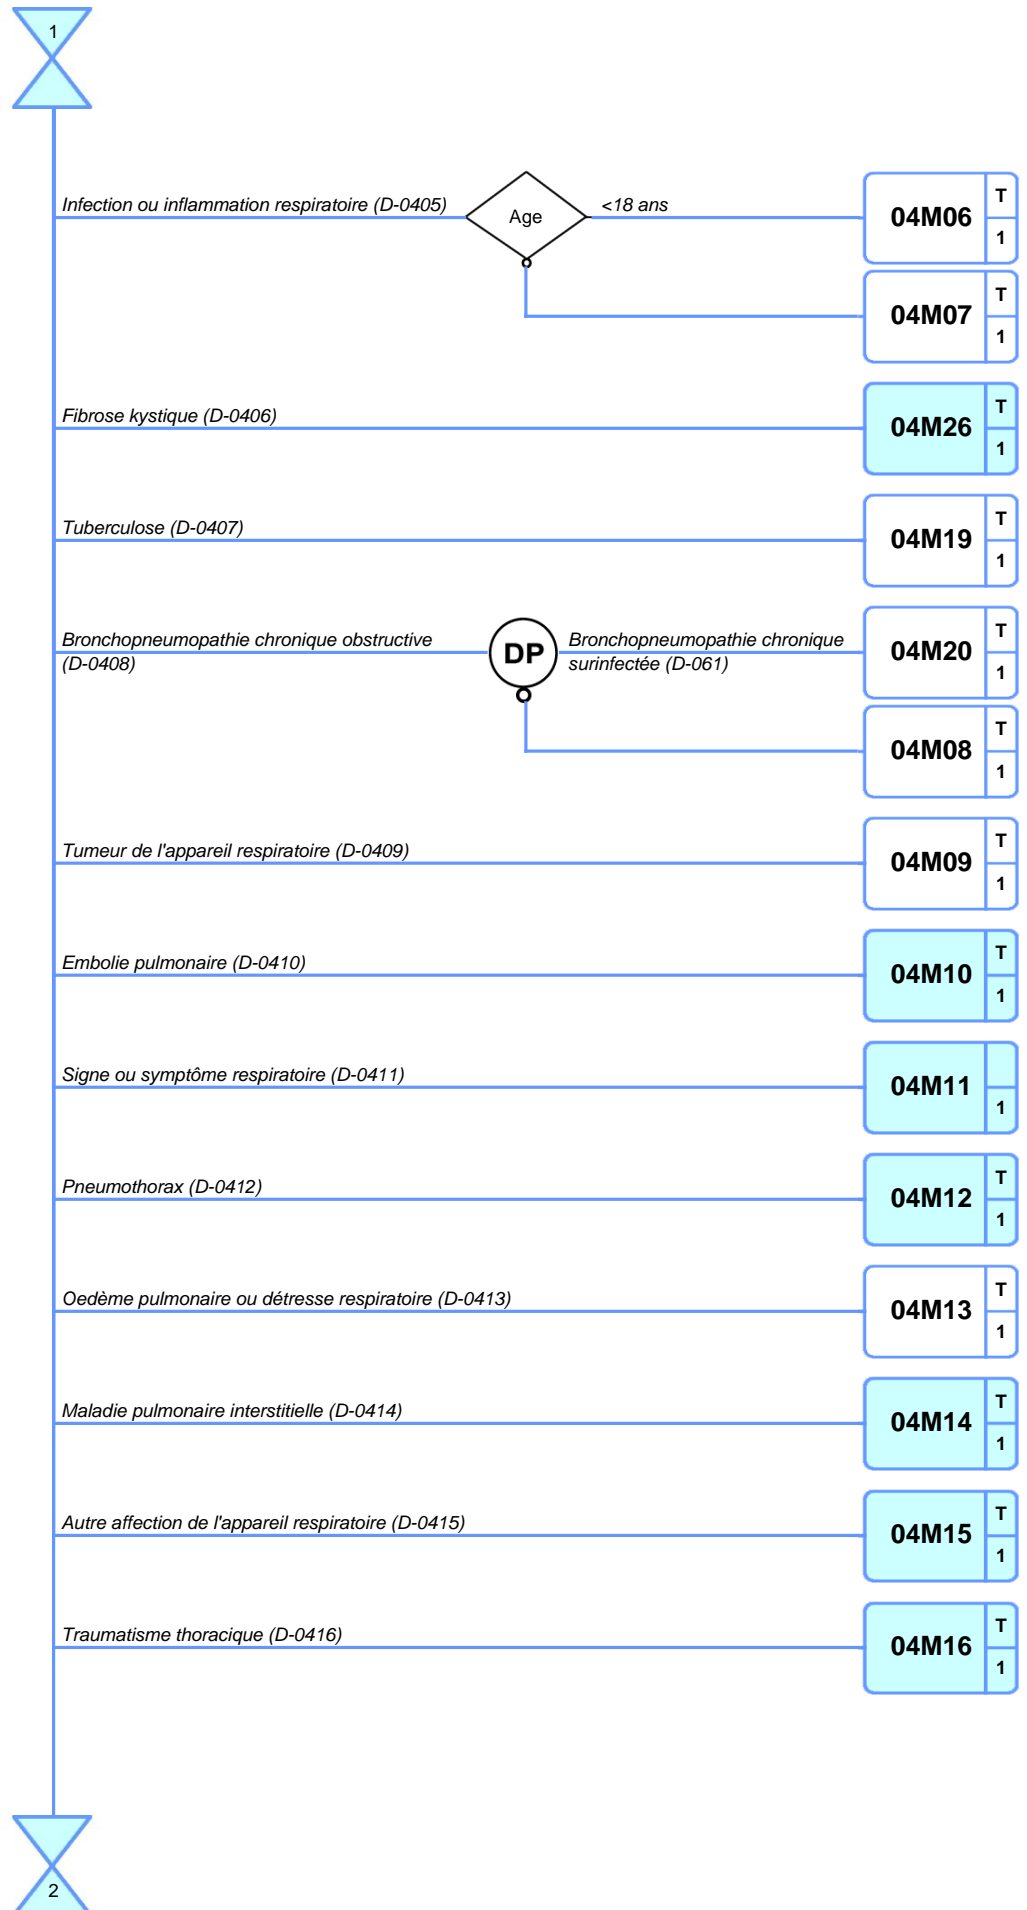 1
Infection ou inflammation respiratoire (D-0405)
Age
<18 ans
04M06
T
1
04M07
T
1
Fibrose kystique (D-0406)
04M26
T
1
Tuberculose (D-0407)
04M19
T
1
Bronchopneumopathie chronique obstructive
(D-0408)
DP
Bronchopneumopathie chronique
surinfectée (D-061)
04M20
T
1
04M08
T
1
Tumeur de l'appareil respiratoire (D-0409)
04M09
T
1
Embolie pulmonaire (D-0410)
04M10
T
1
Signe ou symptôme respiratoire (D-0411)
04M11
1
Pneumothorax (D-0412)
04M12
T
1
Oedème pulmonaire ou détresse respiratoire (D-0413)
04M13
T
1
Maladie pulmonaire interstitielle (D-0414)
04M14
T
1
Autre affection de l'appareil respiratoire (D-0415)
04M15
T
1
Traumatisme thoracique (D-0416)
04M16
T
1
2